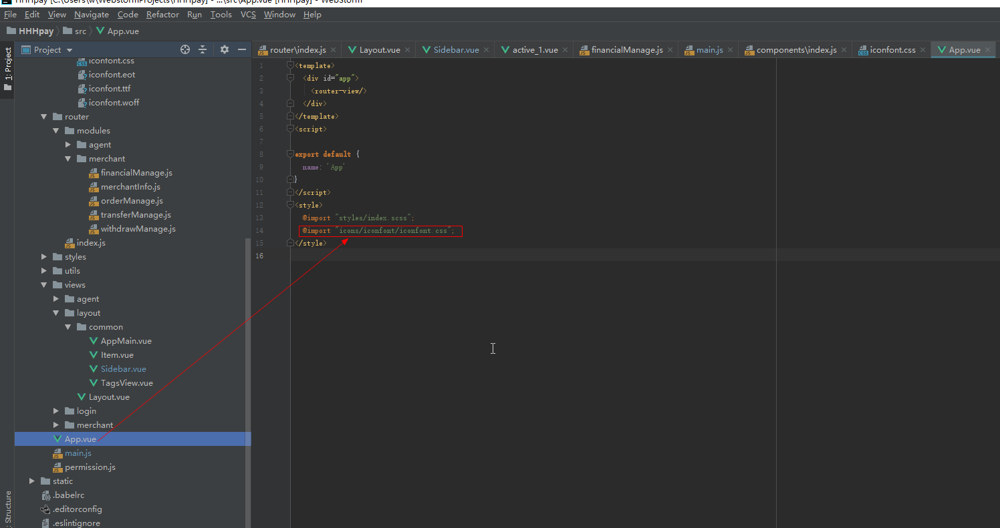 HHHpay [C:\Users\w\WebstormProjects\HHHpay] - ...\src\App.vue [HHHpay] - WebStorm
File Edit View Navigate Code Refactor Run Tools VCS Window Help
HHHpay src App.vue
1: Project
Project
router\index.js Layout.vue Sidebar.vue active_1.vue financialManage.js main.js components\index.js iconfont.css App.vue
iconfont.css
iconfont.eot
iconfont.ttf
iconfont.woff
router
modules
agent
merchant
financialManage.js
merchantInfo.js
orderManage.js
transferManage.js
withdrawManage.js
index.js
styles
utils
views
agent
layout
common
AppMain.vue
Item.vue
Sidebar.vue
TagsView.vue
Layout.vue
login
merchant
App.vue
main.js
permission.js
static
.babelrc
.editorconfig
.eslintignore
: Structure
1 <template>
2 <div id="app">
3 <router-view/>
4 </div>
5 </template>
6 <script>
7
8 export default {
9 name: 'App'
10 }
11 </script>
12 <style>
13 @import "styles/index.scss";
14 @import "icons/iconfont/iconfont.css";
15 </style>
16